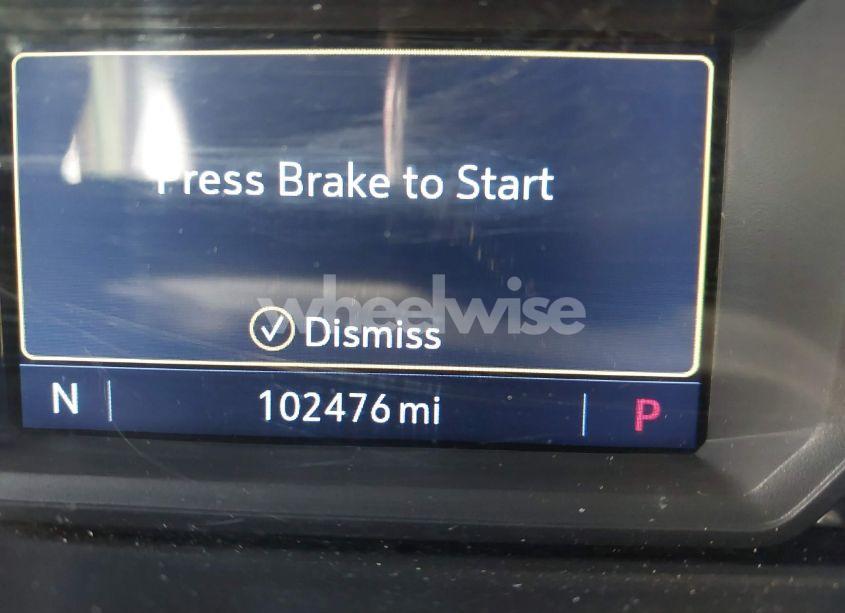 Press Brake to Start
wheelwise
Dismiss
N 102476 mi P